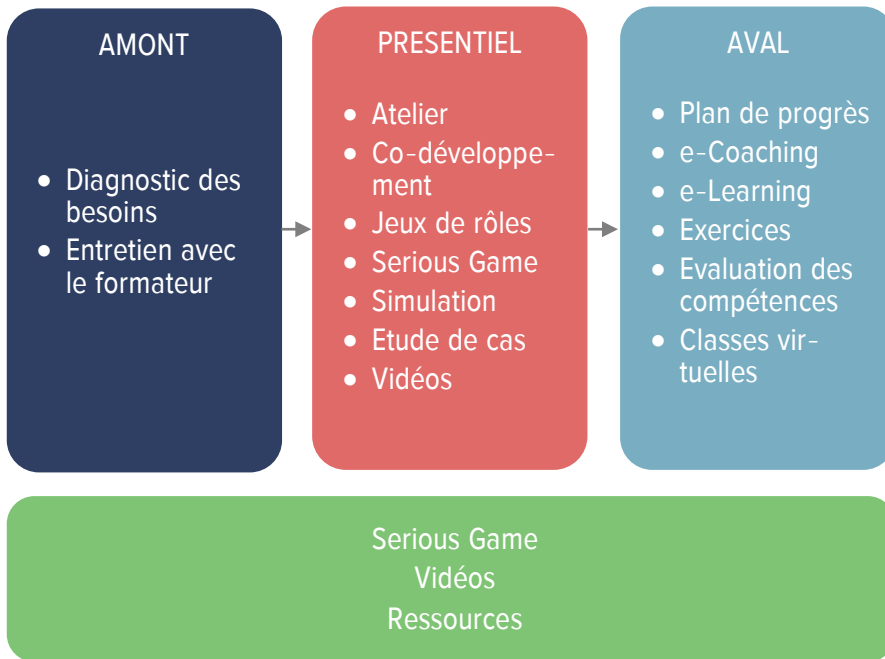 AMONT
• Diagnostic des
besoins
• Entretien avec
le formateur
PRESENTIEL
• Atelier
• Co-développe-
ment
• Jeux de rôles
• Serious Game
• Simulation
• Etude de cas
• Vidéos
AVAL
• Plan de progrès
• e-Coaching
• e-Learning
• Exercices
• Evaluation des
compétences
• Classes vir-
tuelles
Serious Game
Vidéos
Ressources